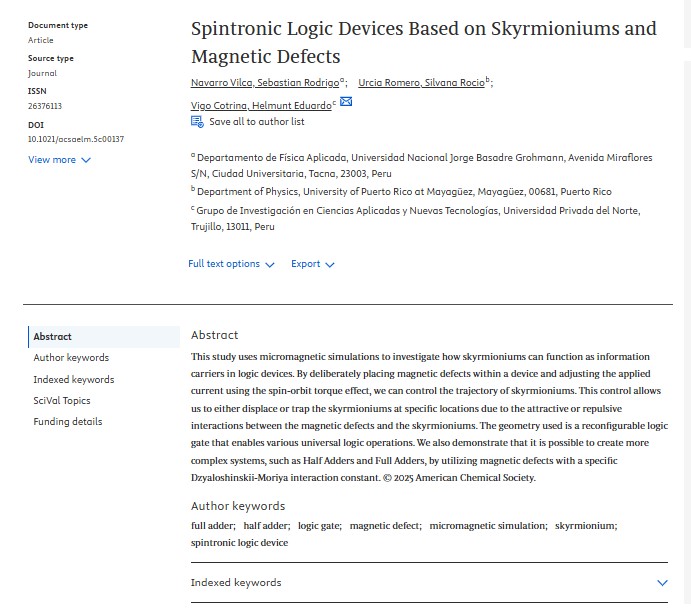 Document type
Article
Source type
Journal
ISSN
26376113
DOI
10.1021/acsaelm.5c00137
View more
Spintronic Logic Devices Based on Skyrmioniums and
Magnetic Defects
Navarro Vilca, Sebastian Rodrigoᵃ; Urcia Romero, Silvana Rocioᵇ;
Vigo Cotrina, Helmunt Eduardoᶜ
Save all to author list
ᵃ Departamento de Física Aplicada, Universidad Nacional Jorge Basadre Grohmann, Avenida Miraflores
S/N, Ciudad Universitaria, Tacna, 23003, Peru
ᵇ Department of Physics, University of Puerto Rico at Mayagüez, Mayagüez, 00681, Puerto Rico
ᶜ Grupo de Investigación en Ciencias Aplicadas y Nuevas Tecnologías, Universidad Privada del Norte,
Trujillo, 13011, Peru
Full text options Export
Abstract
Author keywords
Indexed keywords
SciVal Topics
Funding details
Abstract
This study uses micromagnetic simulations to investigate how skyrmioniums can function as information
carriers in logic devices. By deliberately placing magnetic defects within a device and adjusting the applied
current using the spin-orbit torque effect, we can control the trajectory of skyrmioniums. This control allows
us to either displace or trap the skyrmioniums at specific locations due to the attractive or repulsive
interactions between the magnetic defects and the skyrmioniums. The geometry used is a reconfigurable logic
gate that enables various universal logic operations. We also demonstrate that it is possible to create more
complex systems, such as Half Adders and Full Adders, by utilizing magnetic defects with a specific
Dzyaloshinskii-Moriya interaction constant. © 2025 American Chemical Society.
Author keywords
full adder; half adder; logic gate; magnetic defect; micromagnetic simulation; skyrmionium;
spintronic logic device
Indexed keywords